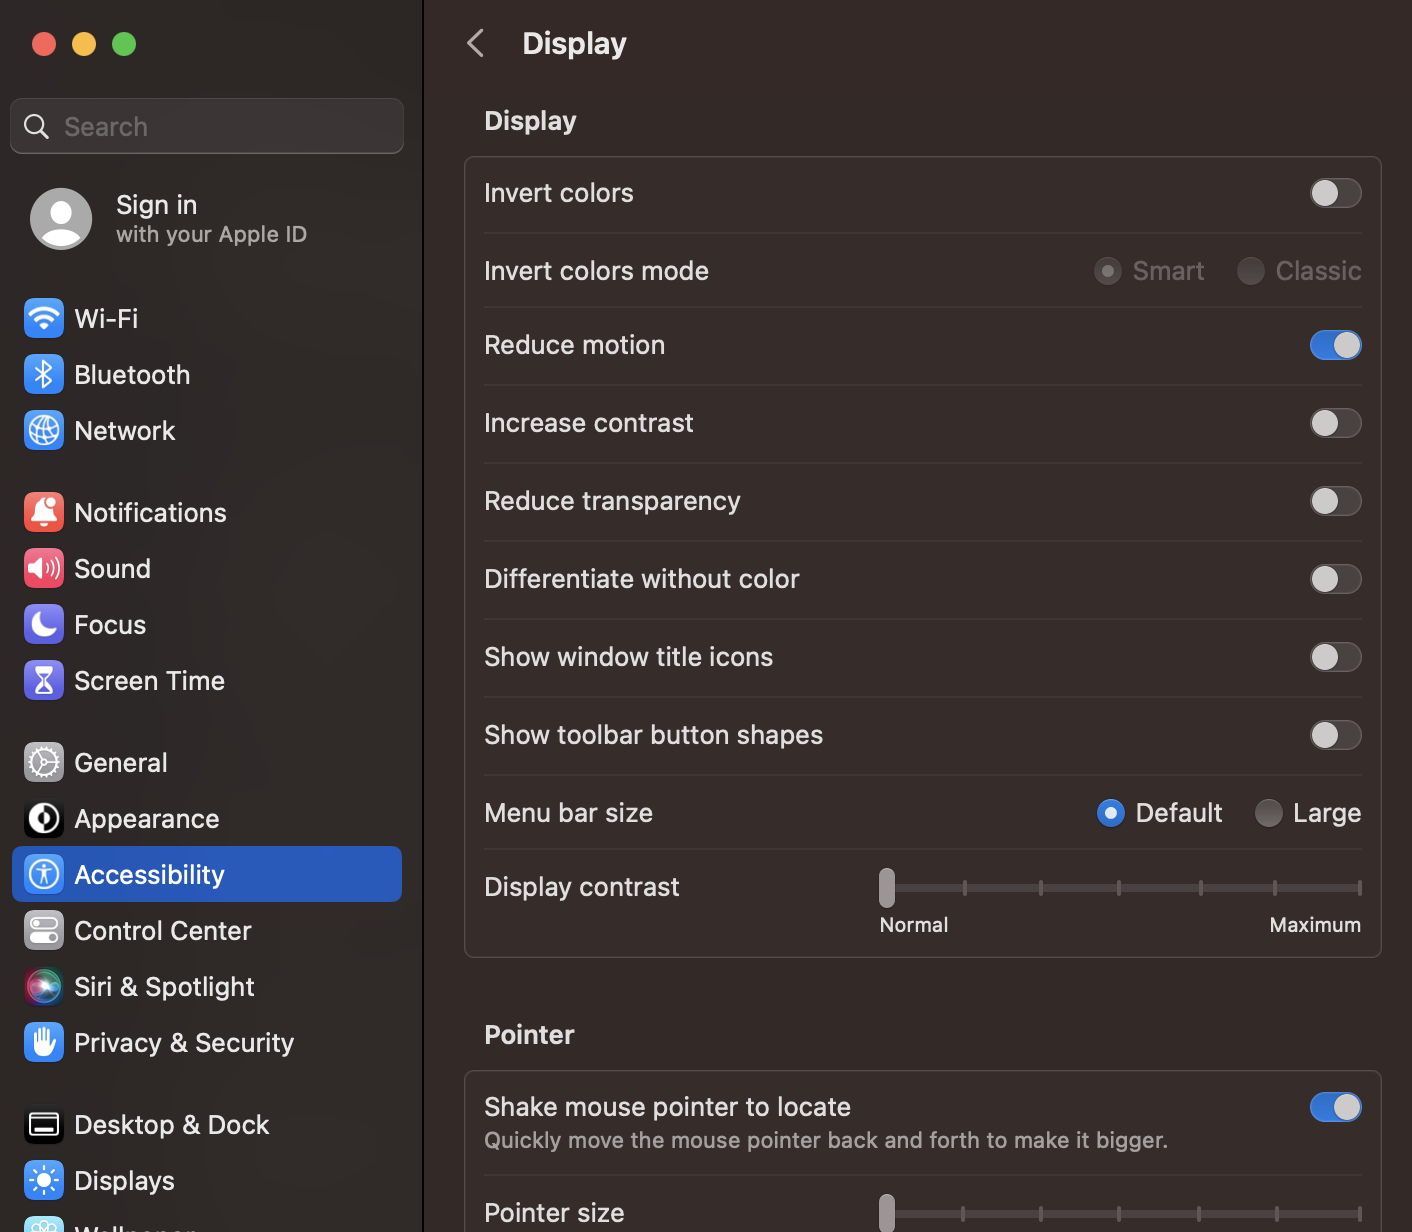 Search
Sign in
with your Apple ID
Wi-Fi
Bluetooth
Network
Notifications
Sound
Focus
Screen Time
General
Appearance
Accessibility
Control Center
Siri & Spotlight
Privacy & Security
Desktop & Dock
Displays
Wallpaper
Display
Display
Invert colors
Invert colors mode Smart Classic
Reduce motion
Increase contrast
Reduce transparency
Differentiate without color
Show window title icons
Show toolbar button shapes
Menu bar size Default Large
Display contrast
Normal Maximum
Pointer
Shake mouse pointer to locate
Quickly move the mouse pointer back and forth to make it bigger.
Pointer size